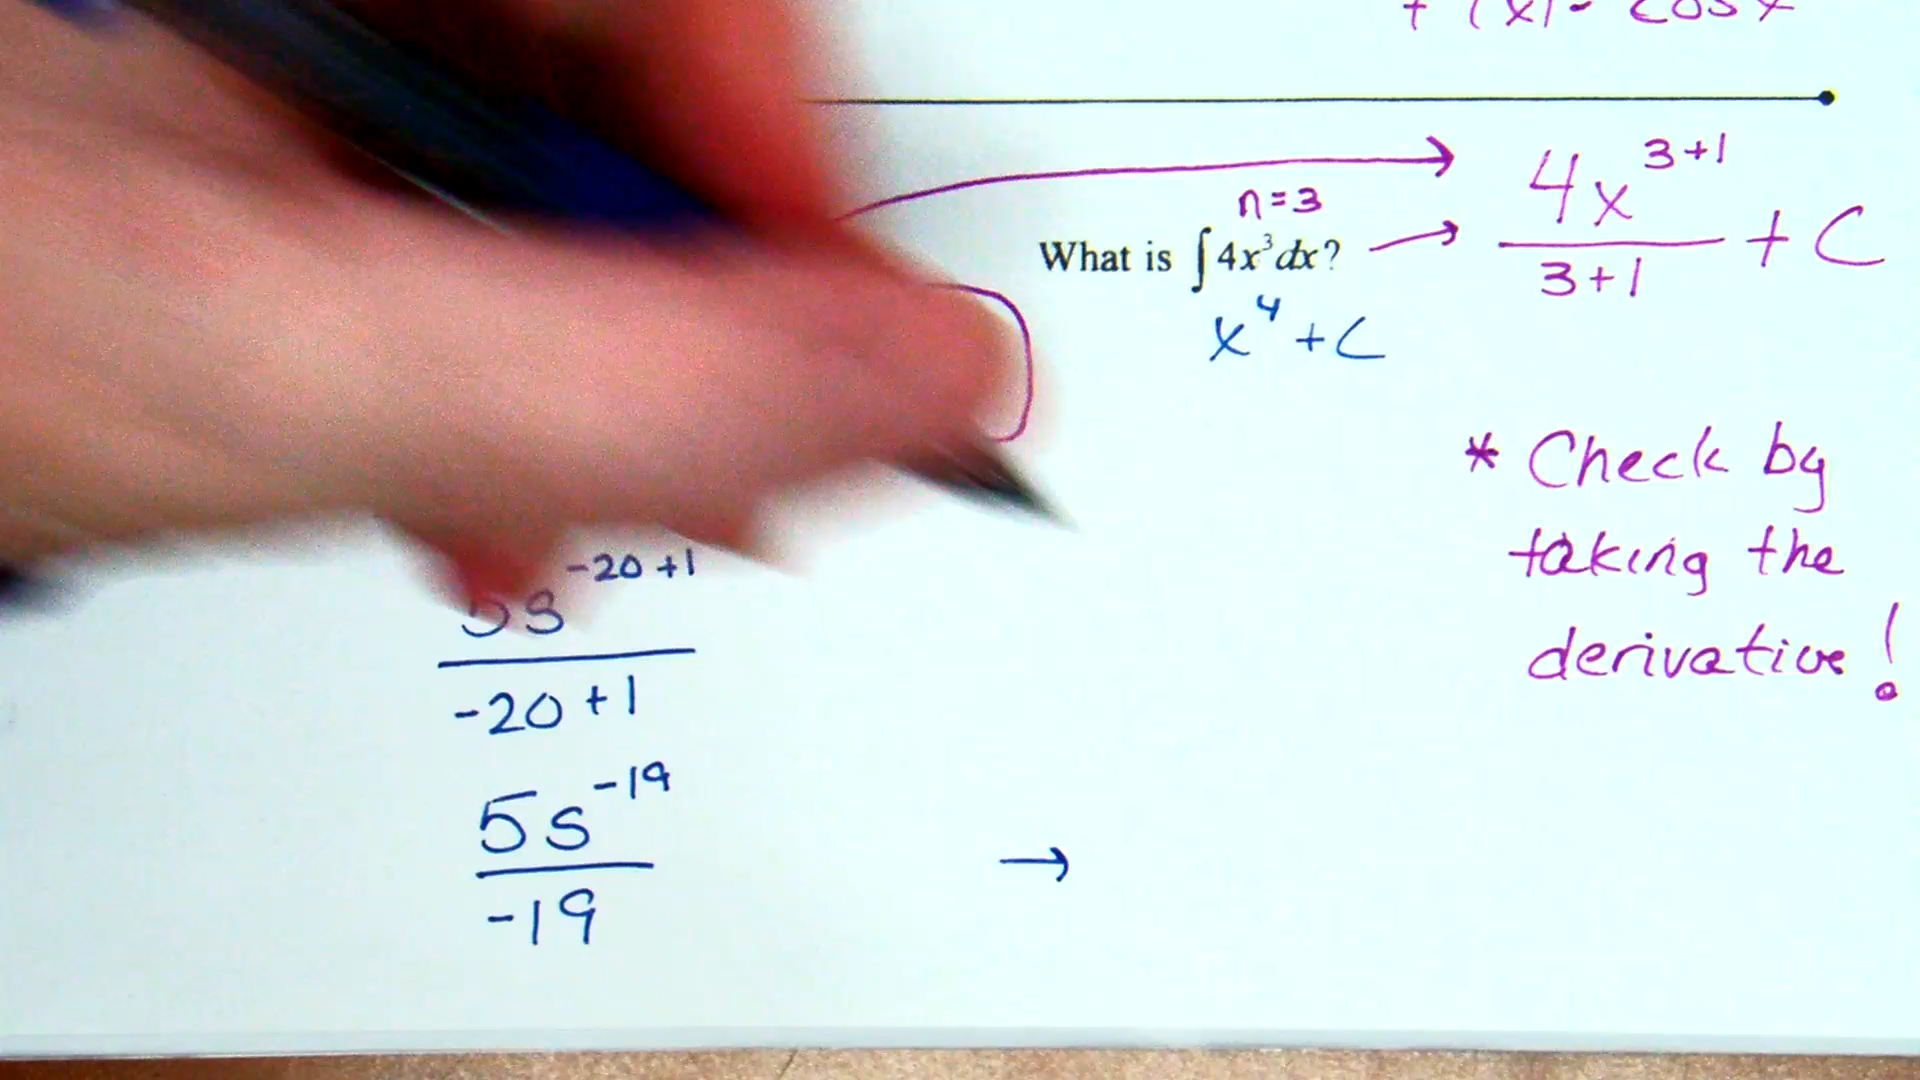 3+1
4x
n=3
What is ∫4x³dx? + C
3+1
x⁴ + C
* Check by
taking the
derivative!
5s⁻²⁰⁺¹
-20+1
5s⁻¹⁹
→
-19